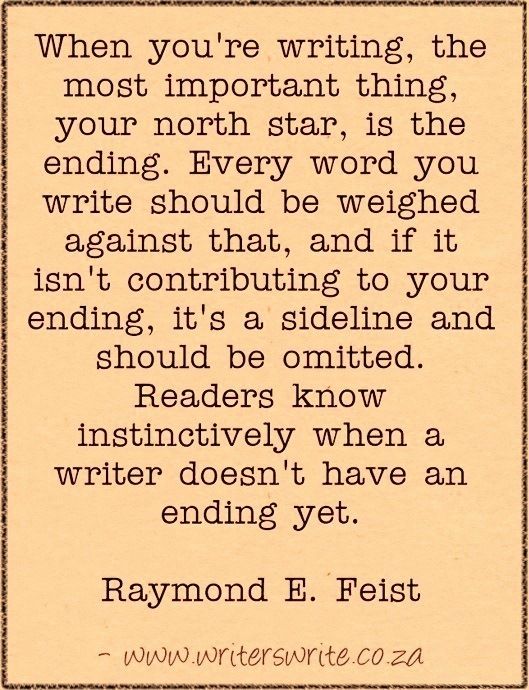 When you're writing, the
most important thing,
your north star, is the
ending. Every word you
write should be weighed
against that, and if it
isn't contributing to your
ending, it's a sideline and
should be omitted.
Readers know
instinctively when a
writer doesn't have an
ending yet.
Raymond E. Feist
- www.writerswrite.co.za